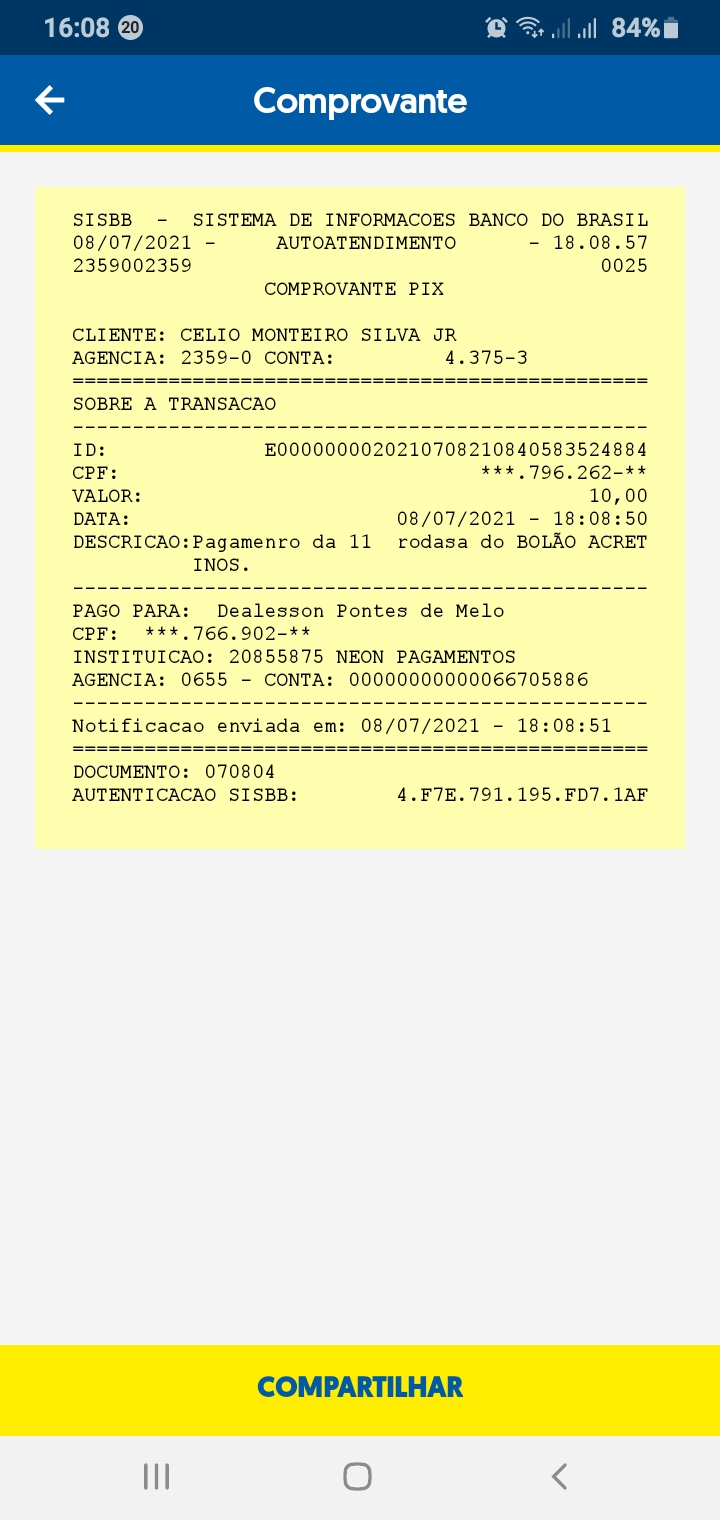 16:08 20 84%
Comprovante
SISBB - SISTEMA DE INFORMACOES BANCO DO BRASIL
08/07/2021 - AUTOATENDIMENTO - 18.08.57
2359002359 0025
COMPROVANTE PIX
CLIENTE: CELIO MONTEIRO SILVA JR
AGENCIA: 2359-0 CONTA: 4.375-3
================================================
SOBRE A TRANSACAO
------------------------------------------------
ID: E0000000020210708210840583524884
CPF: ***.796.262-**
VALOR: 10,00
DATA: 08/07/2021 - 18:08:50
DESCRICAO:Pagamenro da 11 rodasa do BOLÃO ACRET
INOS.
------------------------------------------------
PAGO PARA: Dealesson Pontes de Melo
CPF: ***.766.902-**
INSTITUICAO: 20855875 NEON PAGAMENTOS
AGENCIA: 0655 - CONTA: 00000000000066705886
------------------------------------------------
Notificacao enviada em: 08/07/2021 - 18:08:51
================================================
DOCUMENTO: 070804
AUTENTICACAO SISBB: 4.F7E.791.195.FD7.1AF
COMPARTILHAR